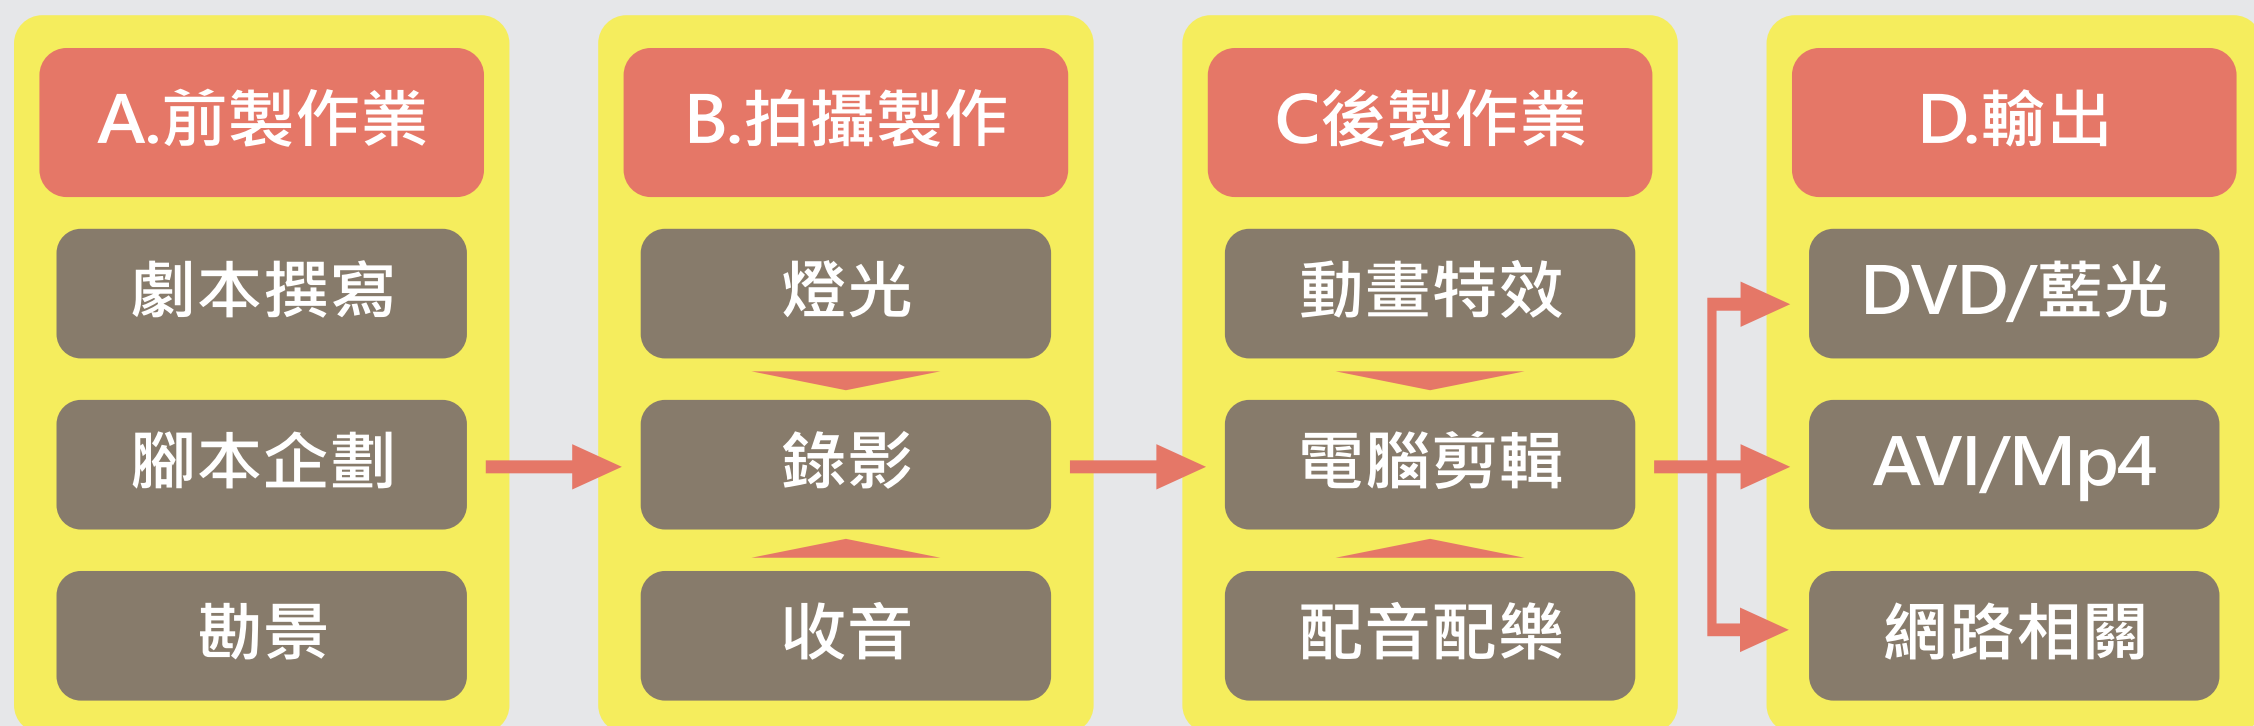 A.前製作業
劇本撰寫
腳本企劃
勘景
B.拍攝製作
燈光
錄影
收音
C後製作業
動畫特效
電腦剪輯
配音配樂
D.輸出
DVD/藍光
AVI/Mp4
網路相關